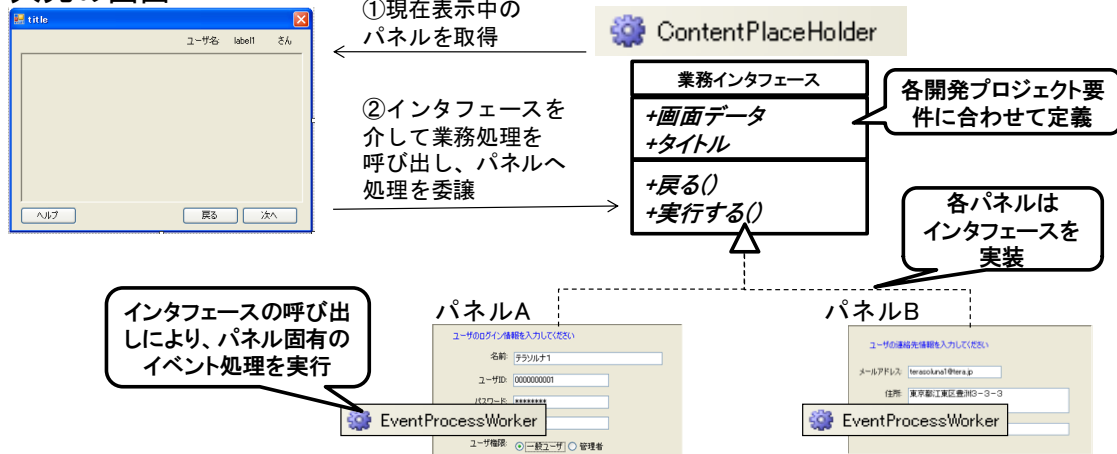 title
ユーザ名: label1 さん
ヘルプ
戻る
次へ
①現在表示中の
パネルを取得
②インタフェースを
介して業務処理を
呼び出し、パネルへ
処理を委譲
ContentPlaceHolder
業務インタフェース
+画面データ
+タイトル
+戻る()
+実行する()
各開発プロジェクト要
件に合わせて定義
各パネルは
インタフェースを
実装
インタフェースの呼び出
しにより、パネル固有の
イベント処理を実行
パネルA
ユーザのログイン情報を入力してください
名前: テラソルナ1
ユーザID: 0000000001
パスワード: ********
EventProcessWorker
ユーザ権限: 一般ユーザ 管理者
パネルB
ユーザの連絡先情報を入力してください
メールアドレス: terasoluna1@tera.jp
住所: 東京都江東区豊洲3-3-3
EventProcessWorker